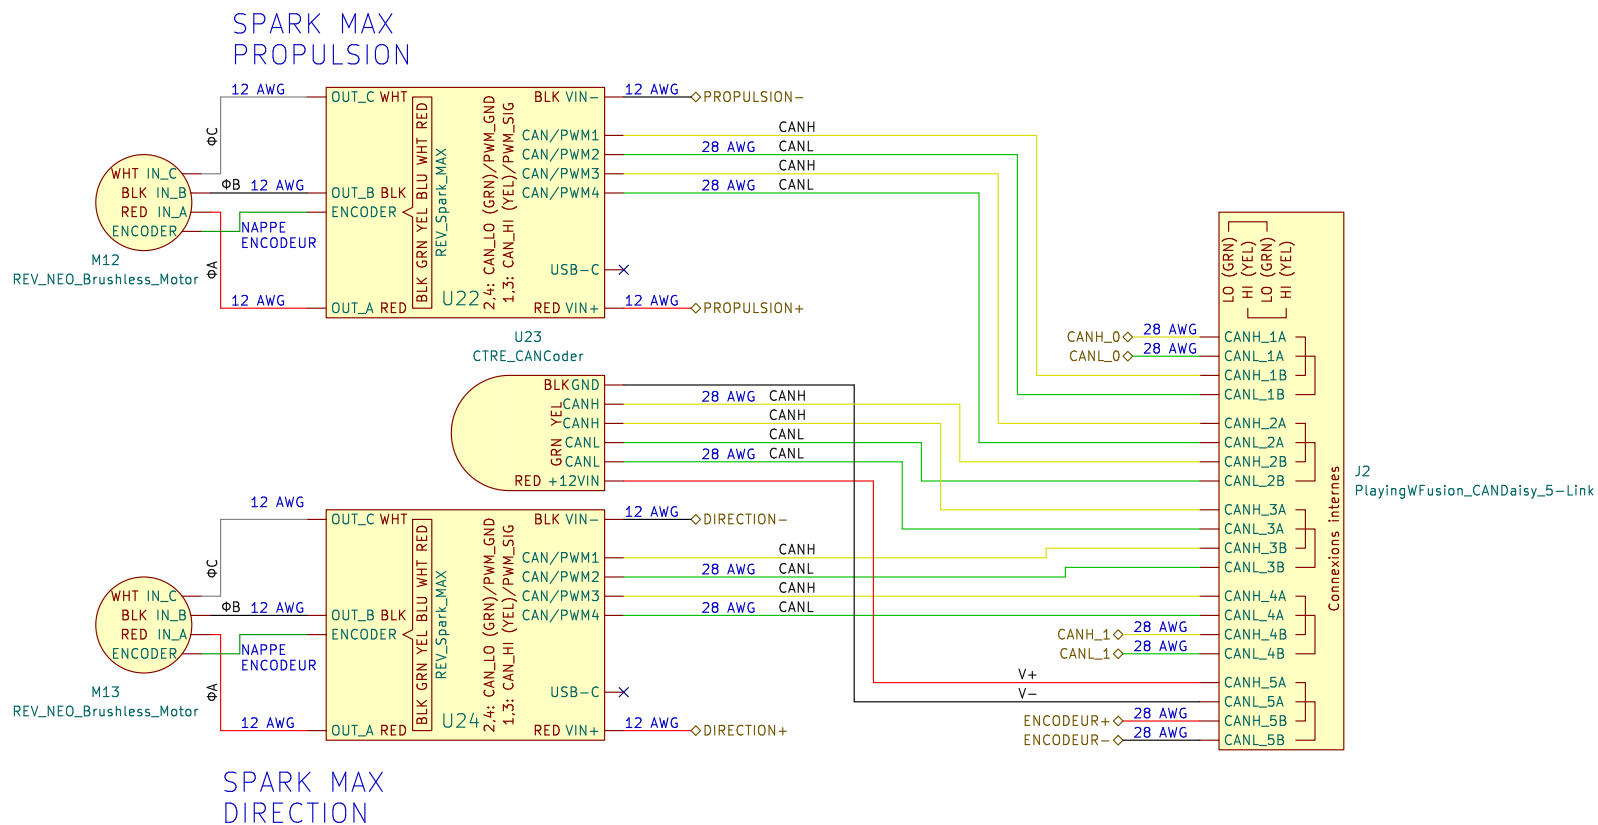 SPARK MAX
PROPULSION
12 AWG
OUT_C WHT
BLK VIN-
12 AWG
PROPULSION-
ΦC
CAN/PWM1
CANH
CAN/PWM2
28 AWG
CANL
WHT IN_C
CAN/PWM3
CANH
BLK IN_B
ΦB
12 AWG
OUT_B BLK
CAN/PWM4
28 AWG
CANL
RED IN_A
ENCODER
ENCODER
NAPPE
ENCODEUR
BLK GRN YEL BLU WHT RED
REV_Spark_MAX
2,4: CAN_LO (GRN)/PWM_GND
1,3: CAN_HI (YEL)/PWM_SIG
M12
REV_NEO_Brushless_Motor
ΦA
USB-C
12 AWG
OUT_A RED
U22
RED VIN+
12 AWG
PROPULSION+
U23
CTRE_CANCoder
BLK GND
YEL
CANH
28 AWG
CANH
CANH
CANH
GRN
CANL
CANL
CANL
28 AWG
CANL
RED +12VIN
12 AWG
OUT_C WHT
BLK VIN-
12 AWG
DIRECTION-
ΦC
CAN/PWM1
CANH
CAN/PWM2
28 AWG
CANL
WHT IN_C
CAN/PWM3
CANH
BLK IN_B
ΦB
12 AWG
OUT_B BLK
CAN/PWM4
28 AWG
CANL
RED IN_A
ENCODER
ENCODER
NAPPE
ENCODEUR
BLK GRN YEL BLU WHT RED
REV_Spark_MAX
2,4: CAN_LO (GRN)/PWM_GND
1,3: CAN_HI (YEL)/PWM_SIG
M13
REV_NEO_Brushless_Motor
ΦA
USB-C
12 AWG
OUT_A RED
U24
RED VIN+
12 AWG
DIRECTION+
SPARK MAX
DIRECTION
LO (GRN)
HI (YEL)
LO (GRN)
HI (YEL)
CANH_0
28 AWG
CANH_1A
CANL_0
28 AWG
CANL_1A
CANH_1B
CANL_1B
CANH_2A
CANL_2A
CANH_2B
CANL_2B
CANH_3A
CANL_3A
CANH_3B
CANL_3B
CANH_4A
CANL_4A
CANH_1
28 AWG
CANH_4B
CANL_1
28 AWG
CANL_4B
V+
CANH_5A
V-
CANL_5A
ENCODEUR+
28 AWG
CANH_5B
ENCODEUR-
28 AWG
CANL_5B
Connexions internes
J2
PlayingWFusion_CANDaisy_5-Link